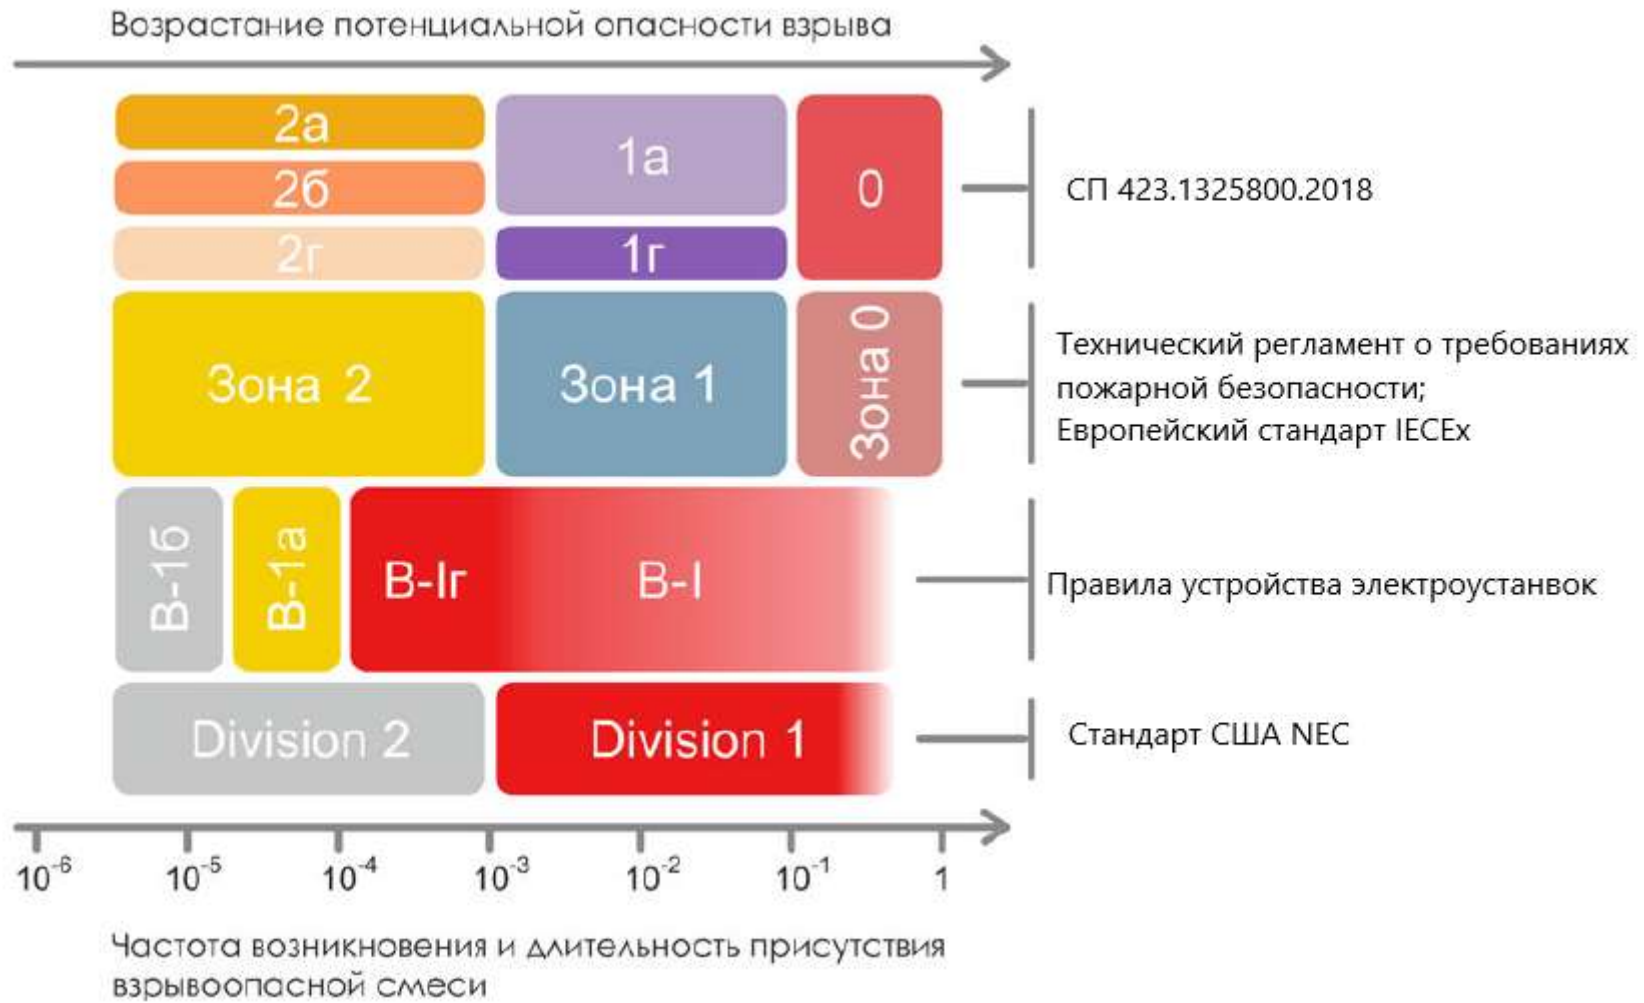 Возрастание потенциальной опасности взрыва
2а
2б
2г
1а
1г
0
СП 423.1325800.2018
Зона 2
Зона 1
Зона 0
Технический регламент о требованиях
пожарной безопасности;
Европейский стандарт IECEx
В-1б
В-1а
В-Iг
В-I
Правила устройства электроустанвок
Division 2
Division 1
Стандарт США NEC
10⁻⁶ 10⁻⁵ 10⁻⁴ 10⁻³ 10⁻² 10⁻¹ 1
Частота возникновения и длительность присутствия
взрывоопасной смеси